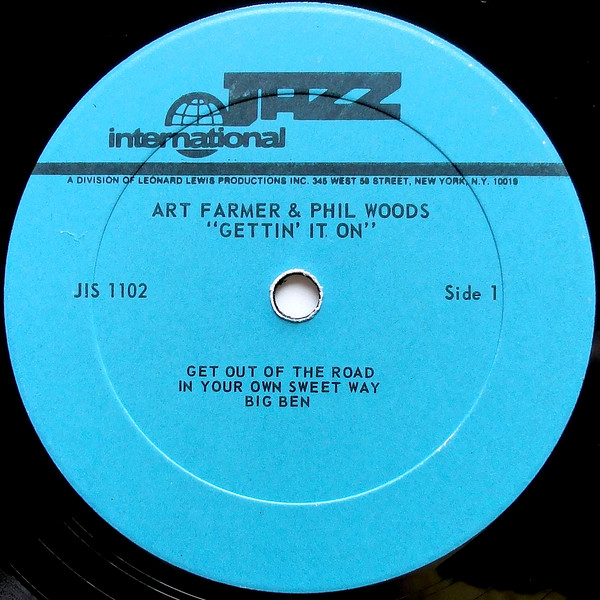 JAZZ
international
A DIVISION OF LEONARD LEWIS PRODUCTIONS INC. 345 WEST 58 STREET, NEW YORK, N.Y. 10019
ART FARMER & PHIL WOODS
“GETTIN’ IT ON”
JIS 1102
Side 1
GET OUT OF THE ROAD
IN YOUR OWN SWEET WAY
BIG BEN